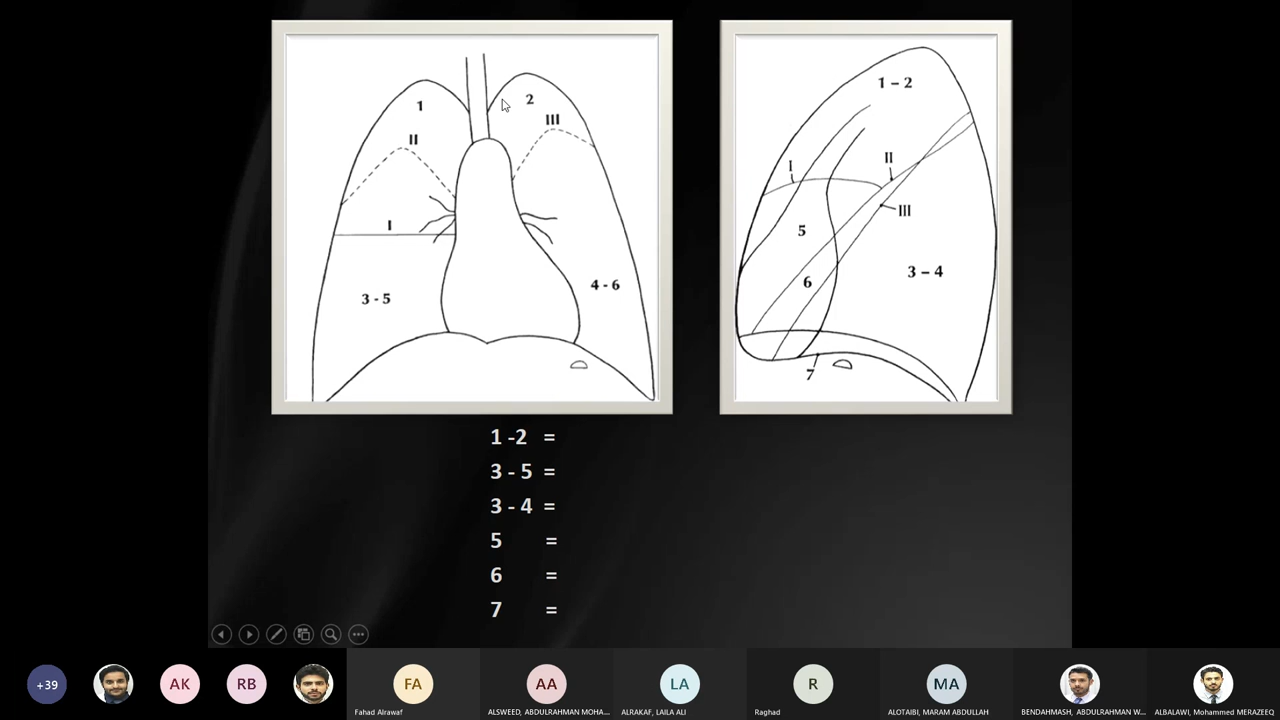 1
2
II
III
I
3 - 5
4 - 6
1 – 2
I
II
III
5
6
3 – 4
7
1 -2 =
3 - 5 =
3 - 4 =
5 =
6 =
7 =
+39
AK
RB
FA
AA
LA
R
MA
Fahad Alrawaf
ALSWEED, ABDULRAHMAN MOHA...
ALRAKAF, LAILA ALI
Raghad
ALOTAIBI, MARAM ABDULLAH
BENDAHMASH, ABDULRAHMAN W...
ALBALAWI, Mohammed MERAZEEQ